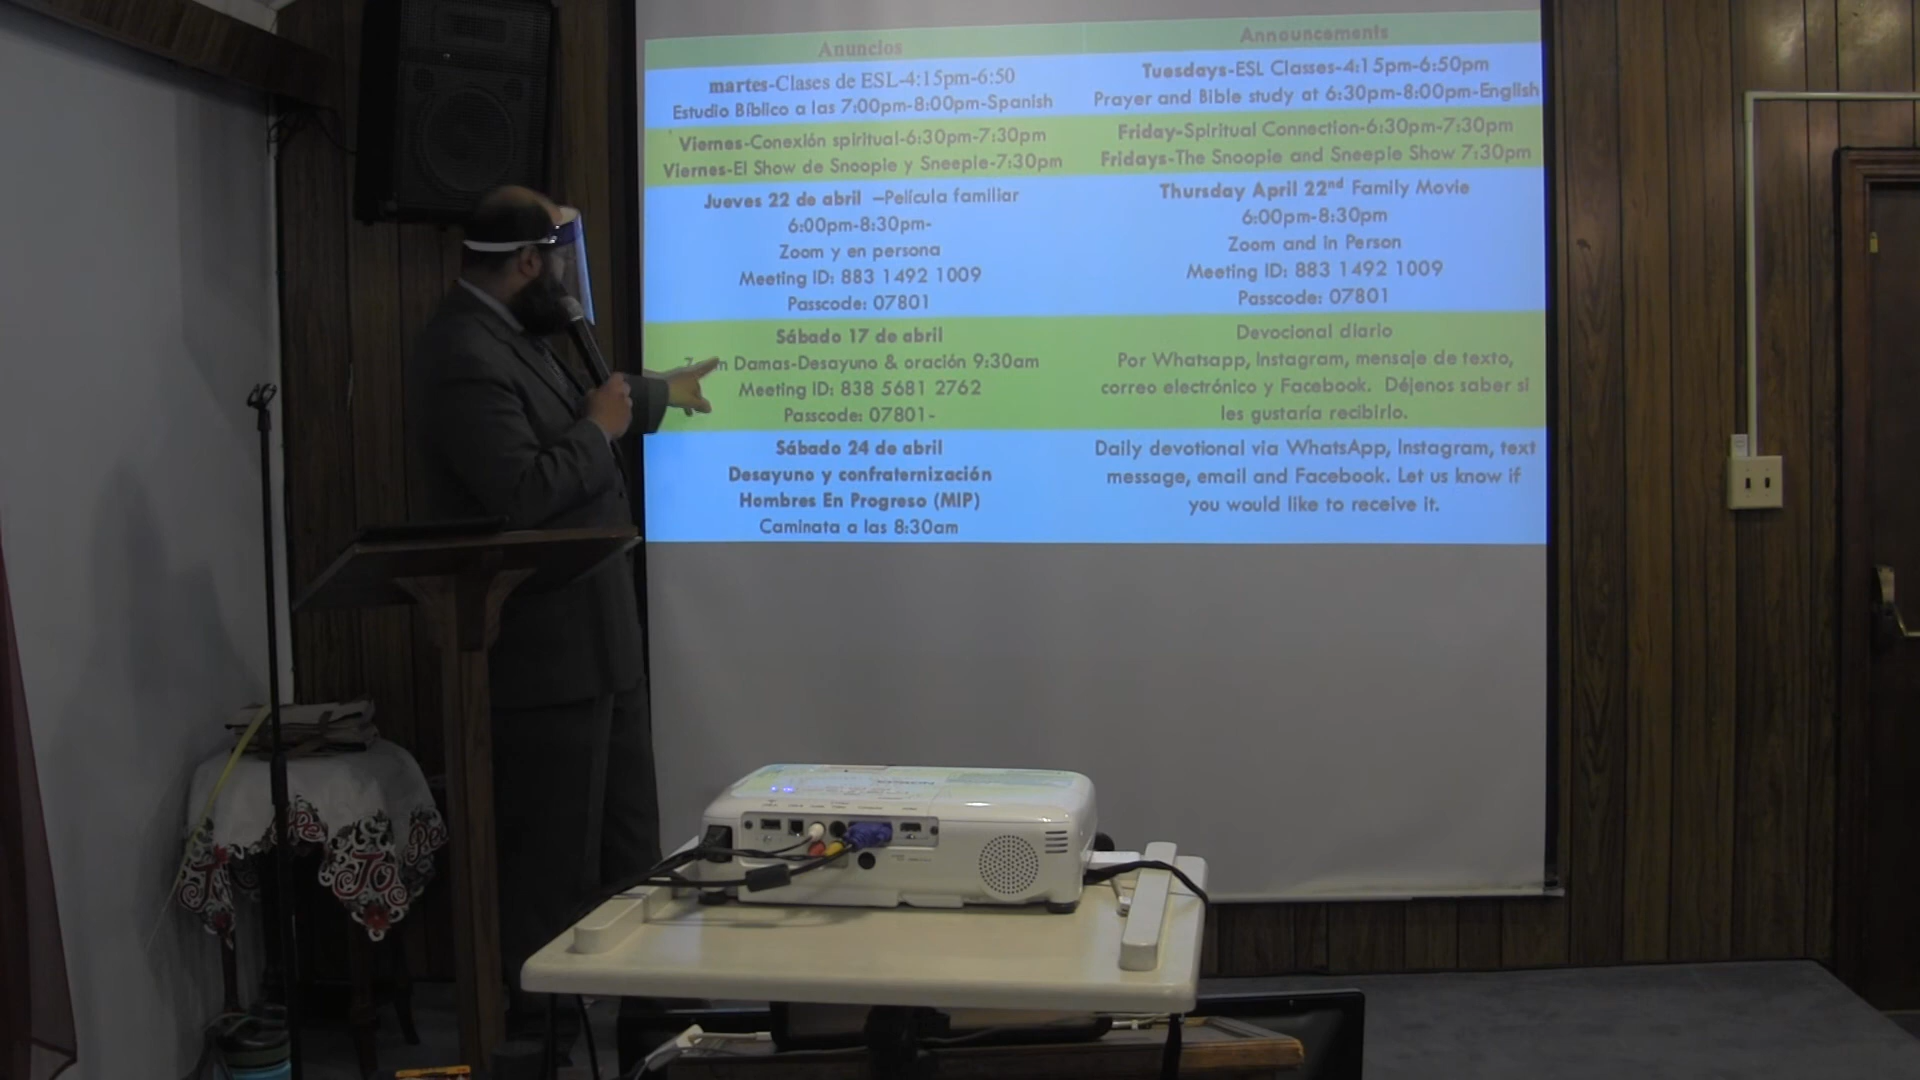 Anuncios
martes-Clases de ESL-4:15pm-6:50
Estudio Bíblico a las 7:00pm-8:00pm-Spanish
Viernes-Conexión spiritual-6:30pm-7:30pm
Viernes-El Show de Snoopie y Sneepie-7:30pm
Jueves 22 de abril –Película familiar
6:00pm-8:30pm-
Zoom y en persona
Meeting ID: 883 1492 1009
Passcode: 07801
Sábado 17 de abril
Damas-Desayuno & oración 9:30am
Meeting ID: 838 5681 2762
Passcode: 07801-
Sábado 24 de abril
Desayuno y confraternización
Hombres En Progreso (MIP)
Caminata a las 8:30am
Announcements
Tuesdays-ESL Classes-4:15pm-6:50pm
Prayer and Bible study at 6:30pm-8:00pm-English
Friday-Spiritual Connection-6:30pm-7:30pm
Fridays-The Snoopie and Sneepie Show 7:30pm
Thursday April 22nd Family Movie
6:00pm-8:30pm
Zoom and in Person
Meeting ID: 883 1492 1009
Passcode: 07801
Devocional diario
Por Whatsapp, Instagram, mensaje de texto,
correo electrónico y Facebook. Déjenos saber si
les gustaría recibirlo.
Daily devotional via WhatsApp, Instagram, text
message, email and Facebook. Let us know if
you would like to receive it.